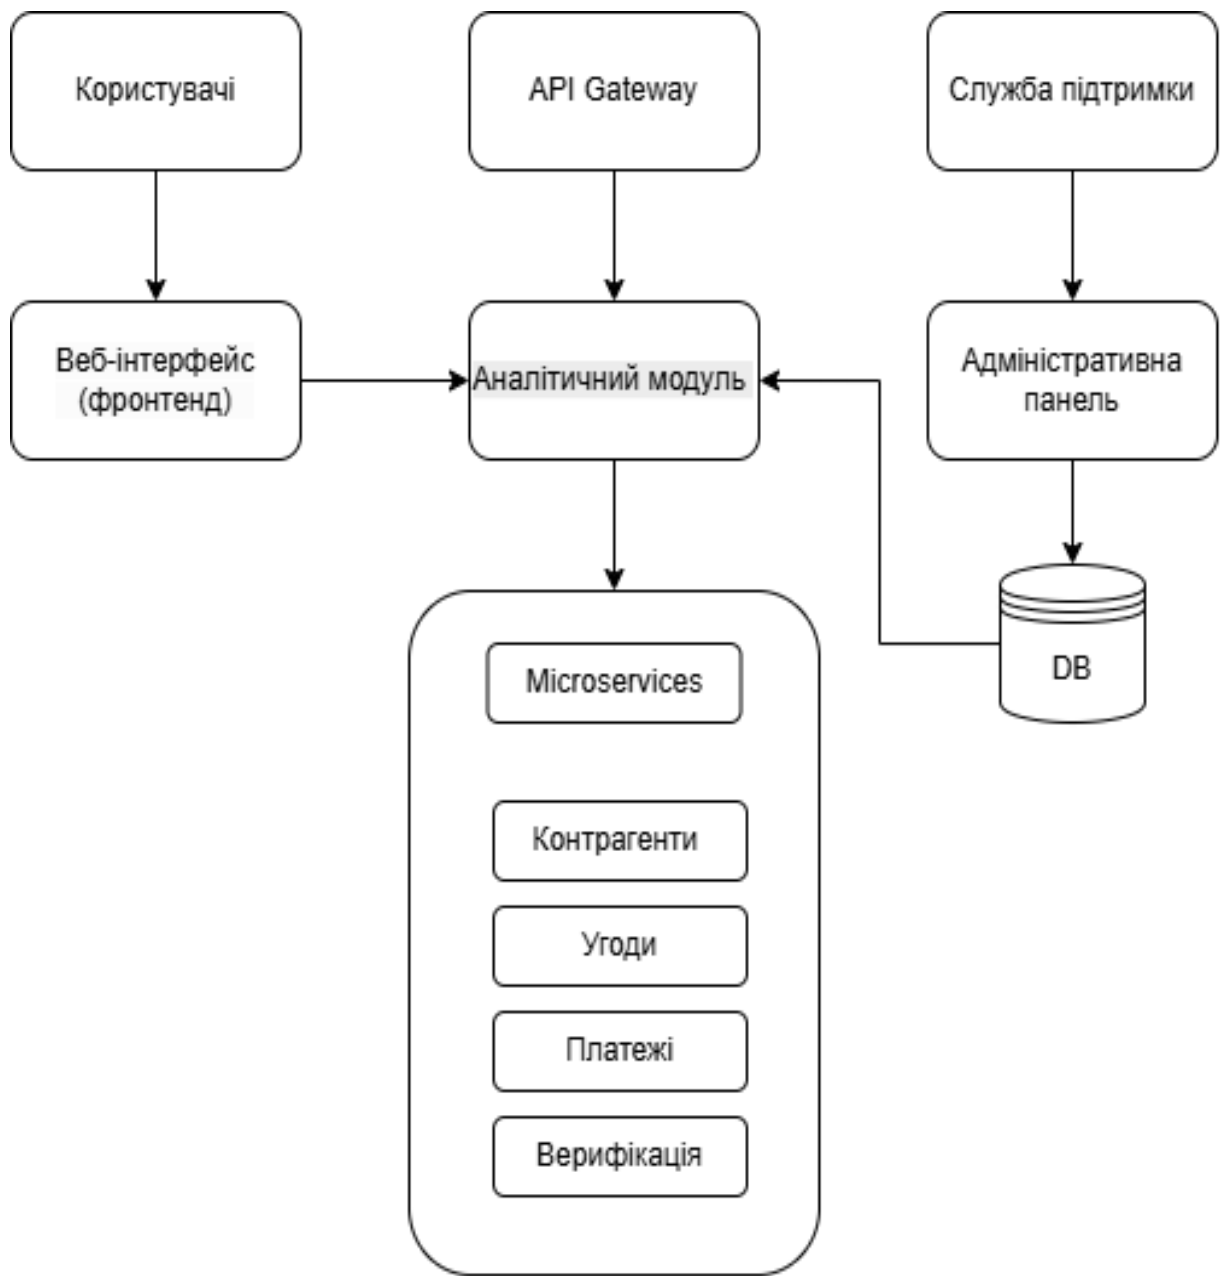 Користувачі
API Gateway
Служба підтримки
Веб-інтерфейс
(фронтенд)
Аналітичний модуль
Адміністративна
панель
DB
Microservices
Контрагенти
Угоди
Платежі
Верифікація